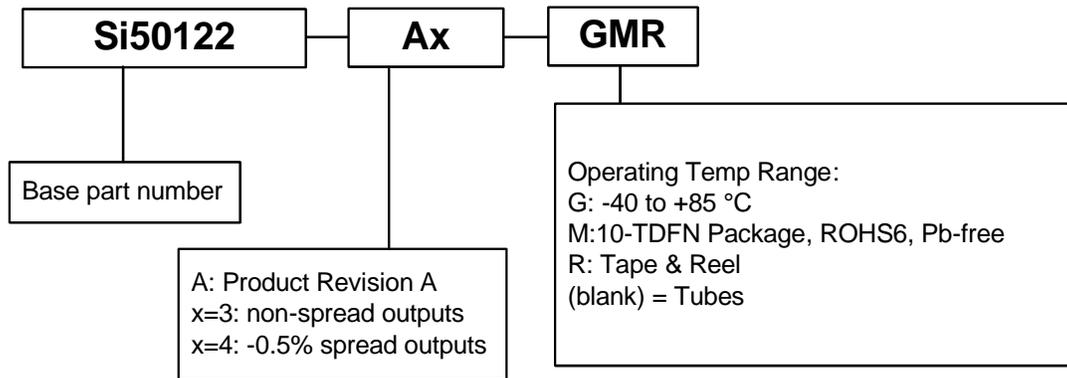 Si50122
Ax
GMR
Base part number
A: Product Revision A
x=3: non-spread outputs
x=4: -0.5% spread outputs
Operating Temp Range:
G: -40 to +85 °C
M:10-TDFN Package, ROHS6, Pb-free
R: Tape & Reel
(blank) = Tubes